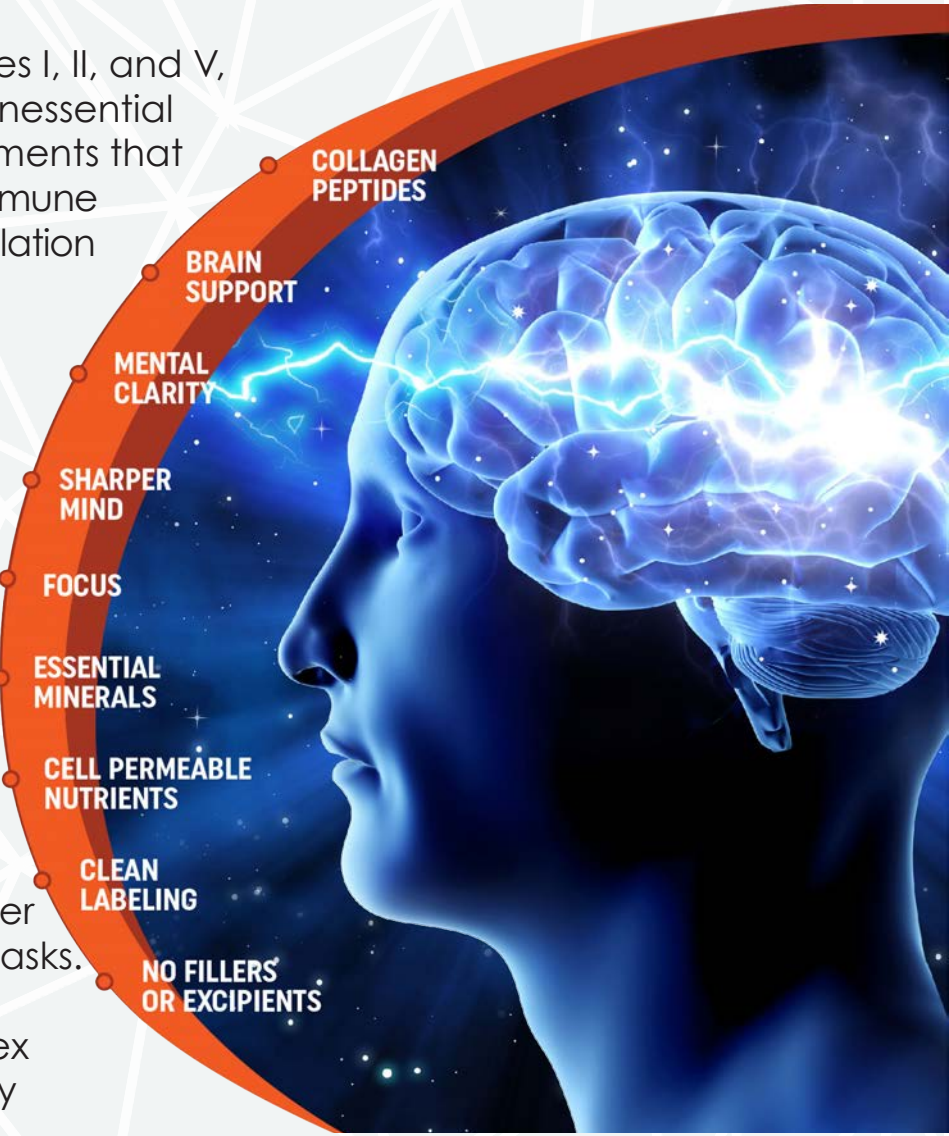 es I, II, and V,
nessential
ments that
mune
lation
COLLAGEN
PEPTIDES
BRAIN
SUPPORT
MENTAL
CLARITY
SHARPER
MIND
FOCUS
ESSENTIAL
MINERALS
CELL PERMEABLE
NUTRIENTS
CLEAN
LABELING
er
asks.
NO FILLERS
OR EXCIPIENTS
ex
y